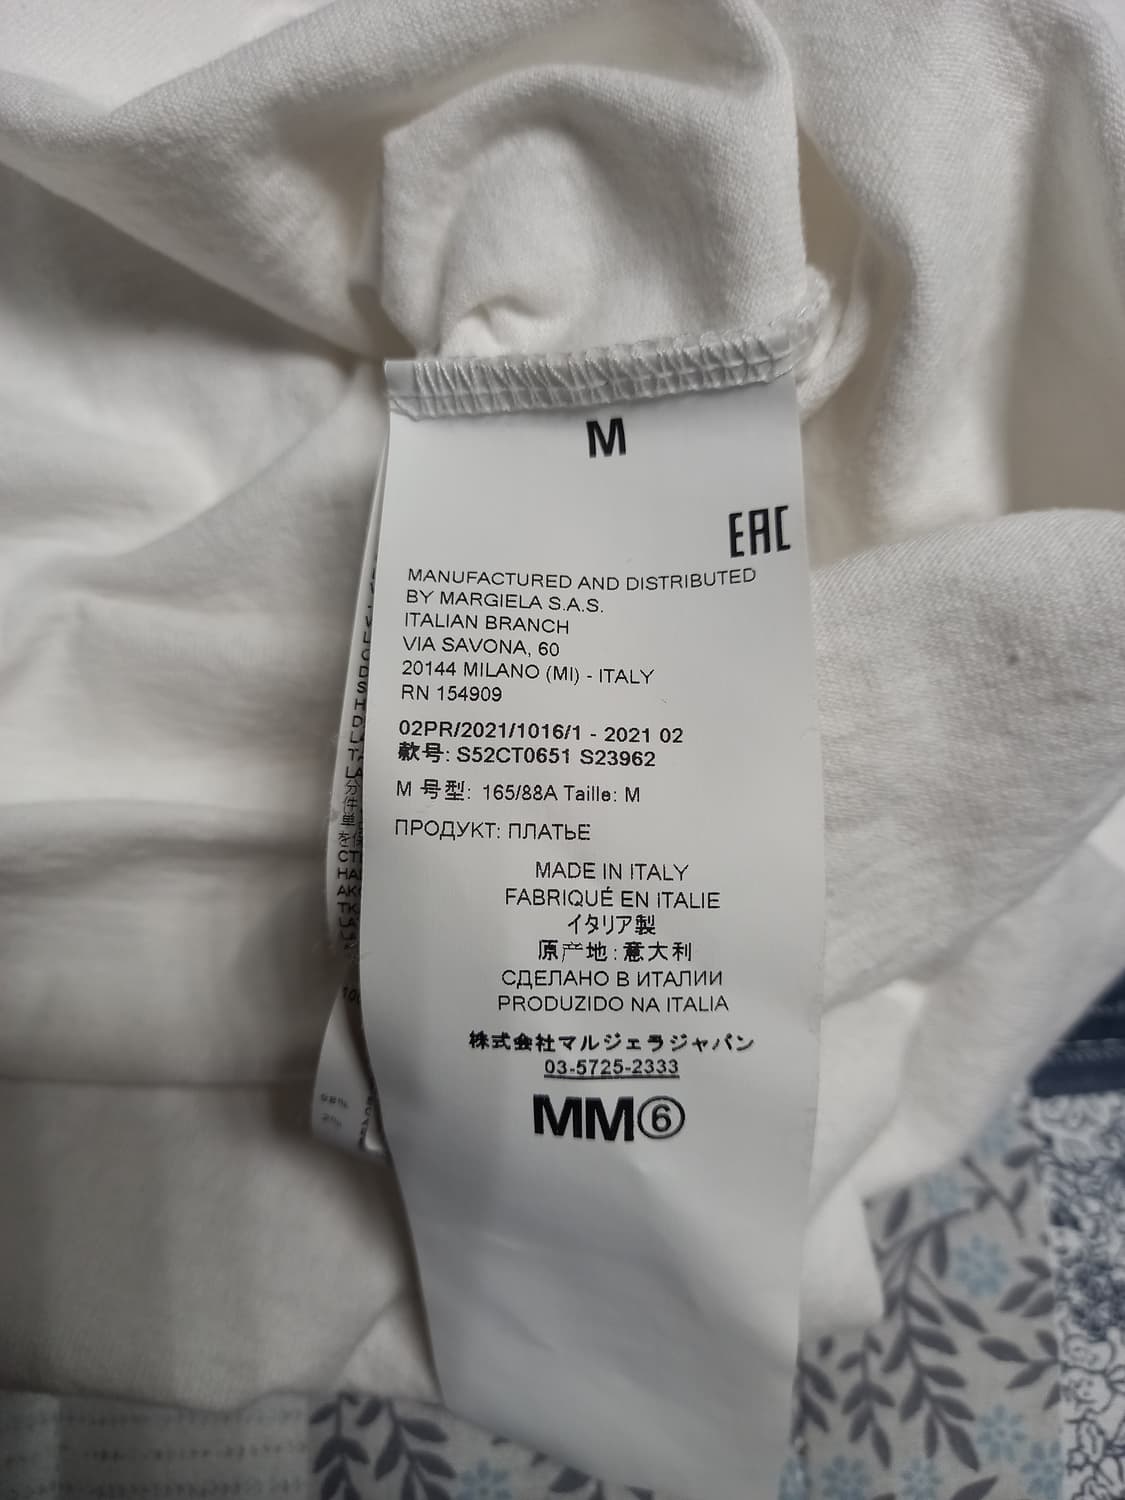 M
EAC
MANUFACTURED AND DISTRIBUTED
BY MARGIELA S.A.S.
ITALIAN BRANCH
VIA SAVONA, 60
20144 MILANO (MI) - ITALY
RN 154909
02PR/2021/1016/1 - 2021 02
款号: S52CT0651 S23962
M 号型: 165/88A Taille: M
ПРОДУКТ: ПЛАТЬЕ
MADE IN ITALY
FABRIQUÉ EN ITALIE
イタリア製
原产地: 意大利
СДЕЛАНО В ИТАЛИИ
PRODUZIDO NA ITALIA
株式会社マルジェラジャパン
03-5725-2333
MM⑥